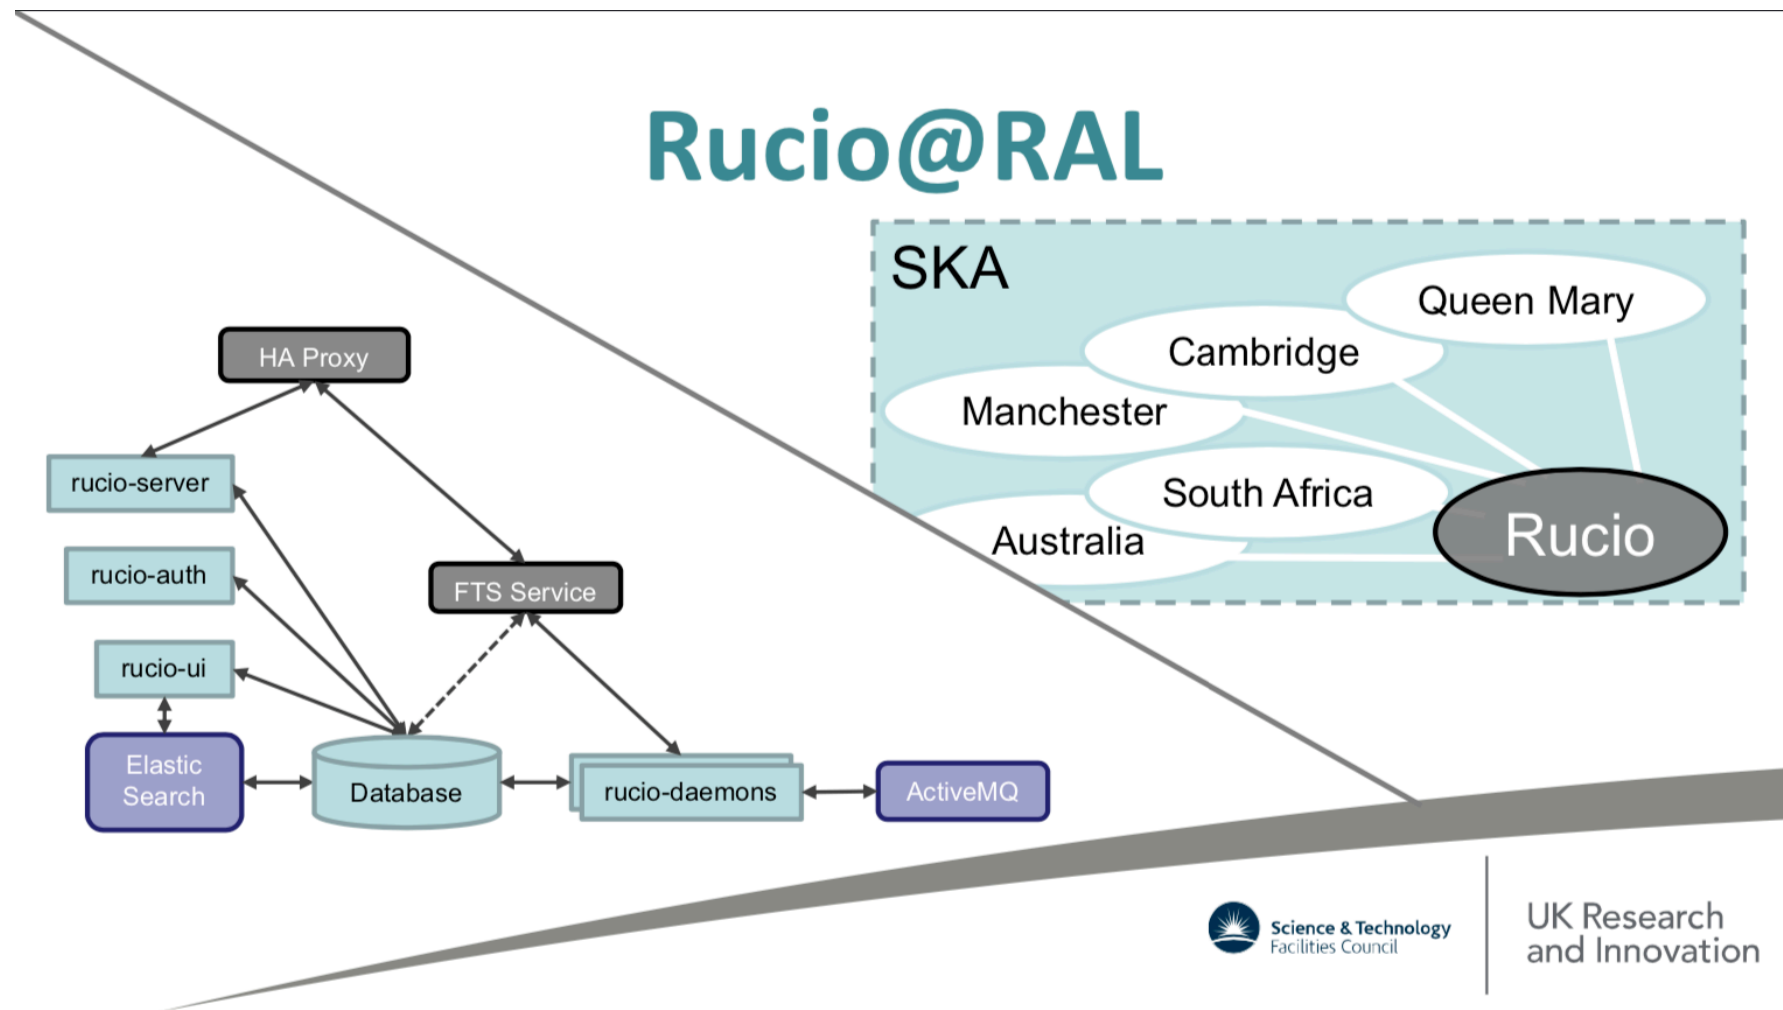 Rucio@RAL
SKA
Queen Mary
Cambridge
Manchester
South Africa
Australia
Rucio
HA Proxy
rucio-server
rucio-auth
FTS Service
rucio-ui
Elastic
Search
Database
rucio-daemons
ActiveMQ
Science & Technology
Facilities Council
UK Research
and Innovation